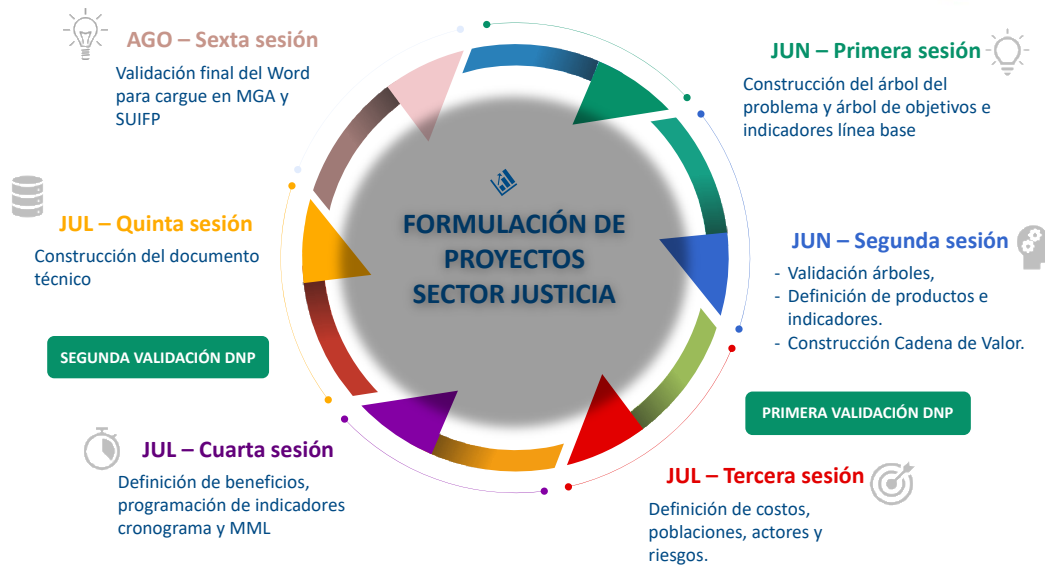 FORMULACIÓN DE
PROYECTOS
SECTOR JUSTICIA
JUN – Primera sesión
Construcción del árbol del
problema y árbol de objetivos e
indicadores línea base
JUN – Segunda sesión
- Validación árboles,
- Definición de productos e
indicadores.
- Construcción Cadena de Valor.
PRIMERA VALIDACIÓN DNP
JUL – Tercera sesión
Definición de costos,
poblaciones, actores y
riesgos.
JUL – Cuarta sesión
Definición de beneficios,
programación de indicadores
cronograma y MML
SEGUNDA VALIDACIÓN DNP
JUL – Quinta sesión
Construcción del documento
técnico
AGO – Sexta sesión
Validación final del Word
para cargue en MGA y
SUIFP